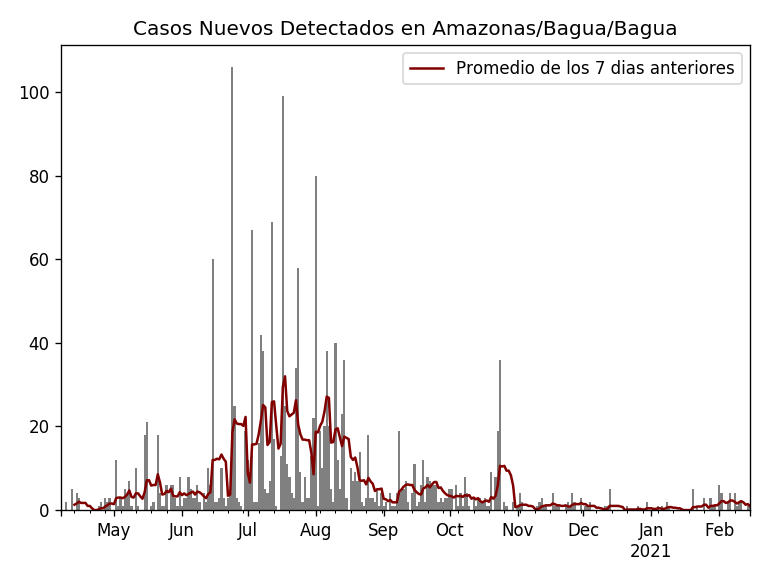 Casos Nuevos Detectados en Amazonas/Bagua/Bagua
Promedio de los 7 dias anteriores
100
80
60
40
20
0
May Jun Jul Aug Sep Oct Nov Dec Jan Feb
2021